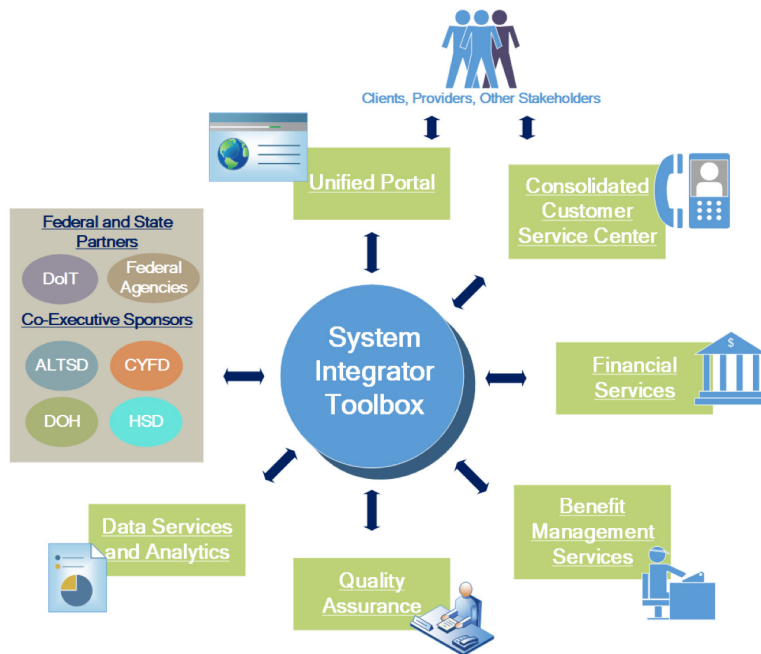 Clients, Providers, Other Stakeholders
Unified Portal
Consolidated
Customer
Service Center
Federal and State
Partners
DoIT
Federal
Agencies
Co-Executive Sponsors
ALTSD
CYFD
DOH
HSD
System
Integrator
Toolbox
$
Financial
Services
Data Services
and Analytics
Quality
Assurance
Benefit
Management
Services